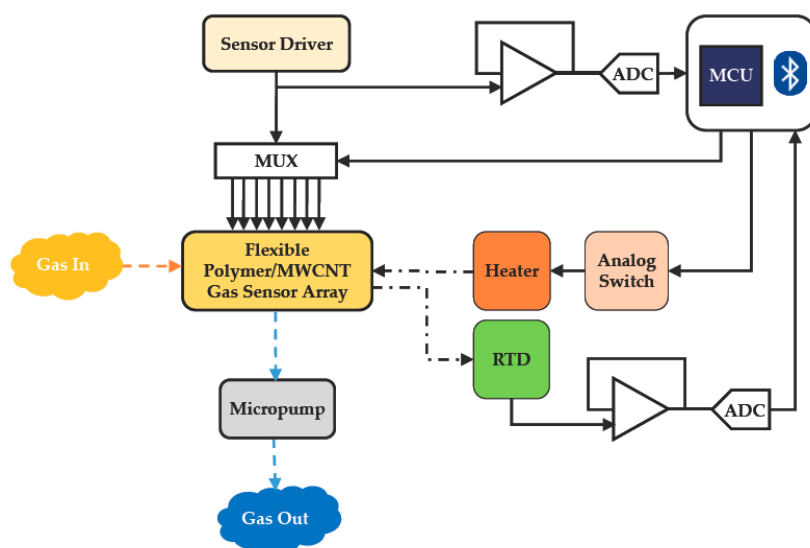 Sensor Driver
ADC
MCU
MUX
Gas In
Flexible
Polymer/MWCNT
Gas Sensor Array
Heater
Analog
Switch
RTD
Micropump
ADC
Gas Out